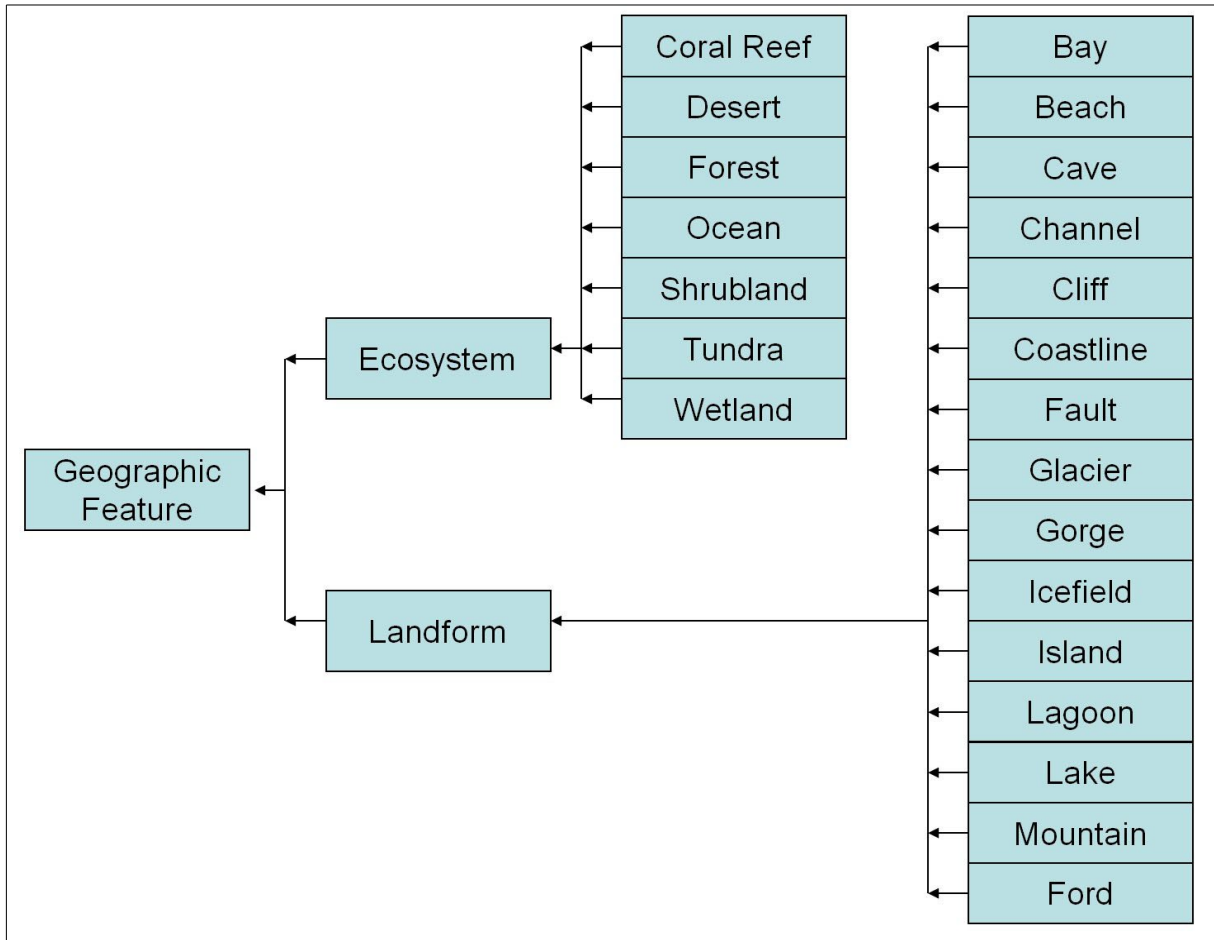 Geographic
Feature
Ecosystem
Landform
Coral Reef
Desert
Forest
Ocean
Shrubland
Tundra
Wetland
Bay
Beach
Cave
Channel
Cliff
Coastline
Fault
Glacier
Gorge
Icefield
Island
Lagoon
Lake
Mountain
Ford